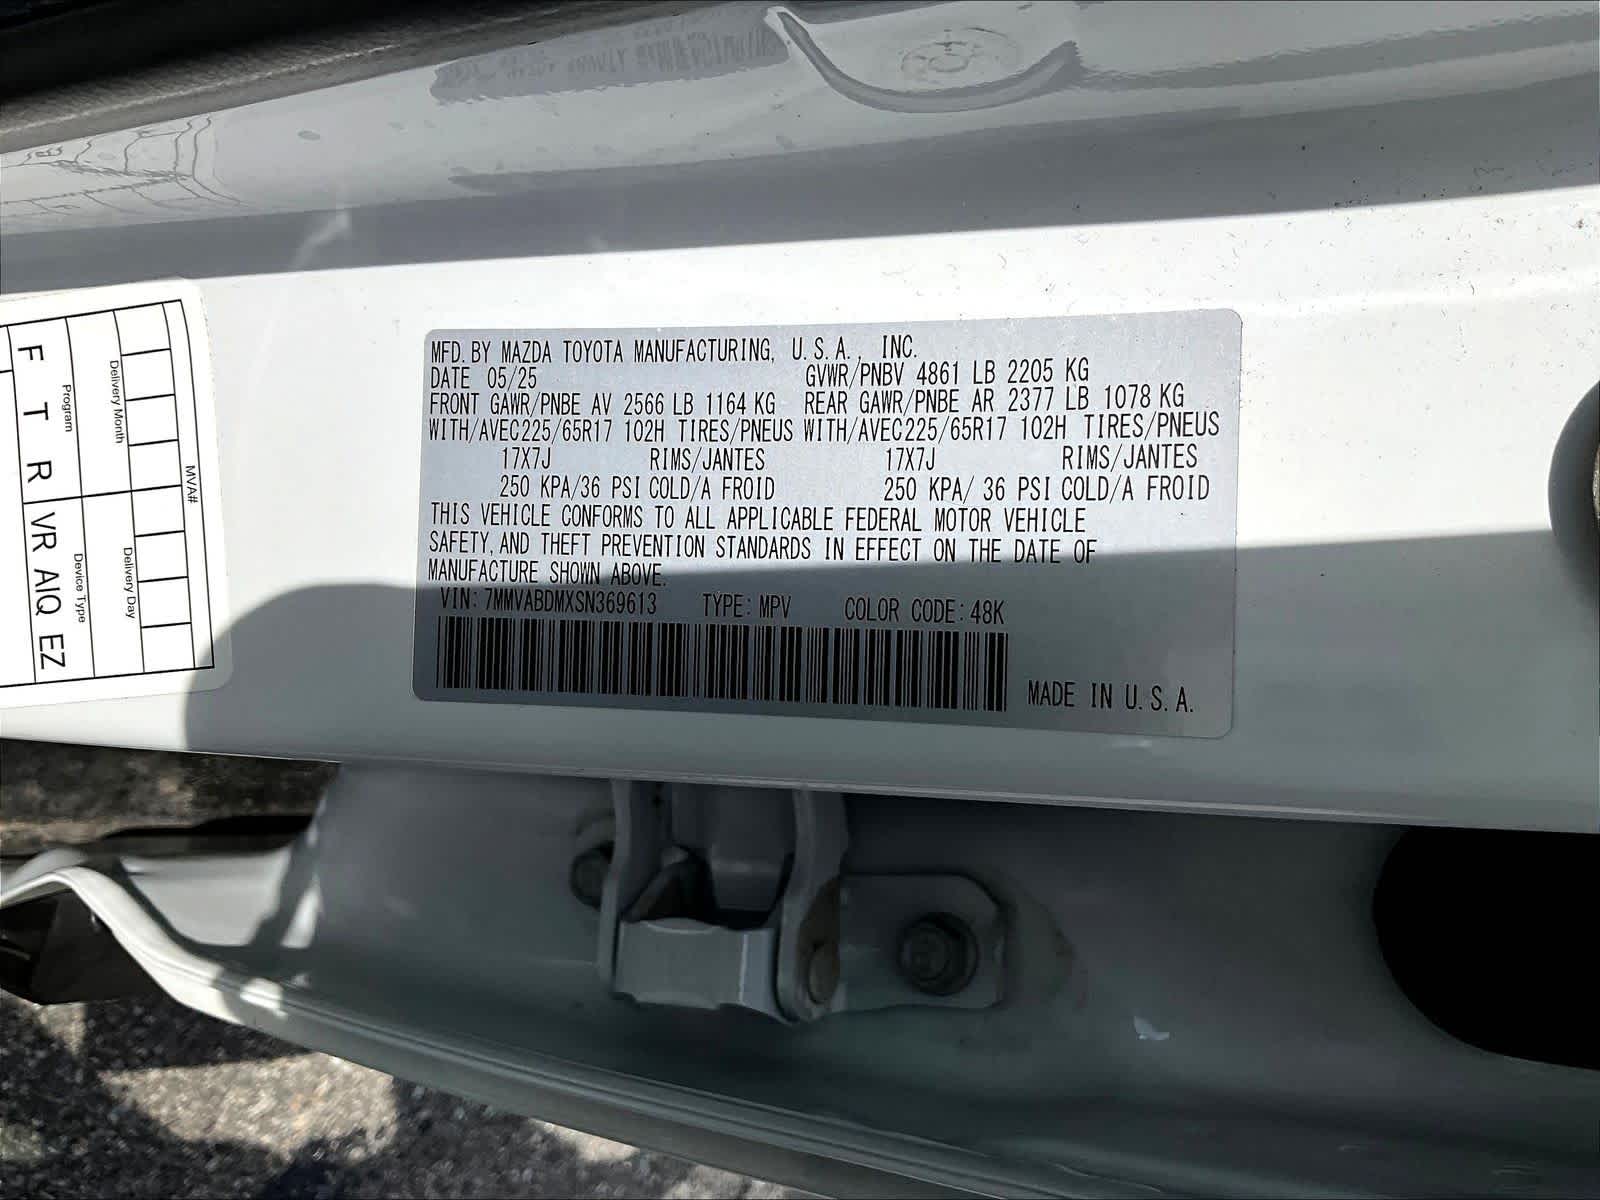 MFD. BY MAZDA TOYOTA MANUFACTURING, U.S.A., INC.
DATE 05/25 GVWR/PNBV 4861 LB 2205 KG
FRONT GAWR/PNBE AV 2566 LB 1164 KG REAR GAWR/PNBE AR 2377 LB 1078 KG
WITH/AVEC 225/65R17 102H TIRES/PNEUS WITH/AVEC 225/65R17 102H TIRES/PNEUS
17X7J RIMS/JANTES 17X7J RIMS/JANTES
250 KPA/36 PSI COLD/A FROID 250 KPA/ 36 PSI COLD/A FROID
THIS VEHICLE CONFORMS TO ALL APPLICABLE FEDERAL MOTOR VEHICLE
SAFETY, AND THEFT PREVENTION STANDARDS IN EFFECT ON THE DATE OF
MANUFACTURE SHOWN ABOVE.
VIN: 7MMVABDMXSN369613 TYPE: MPV COLOR CODE: 48K
MADE IN U.S.A.
MVA#
Delivery Month
Delivery Day
Program
Device Type
F T R
VR AIQ EZ